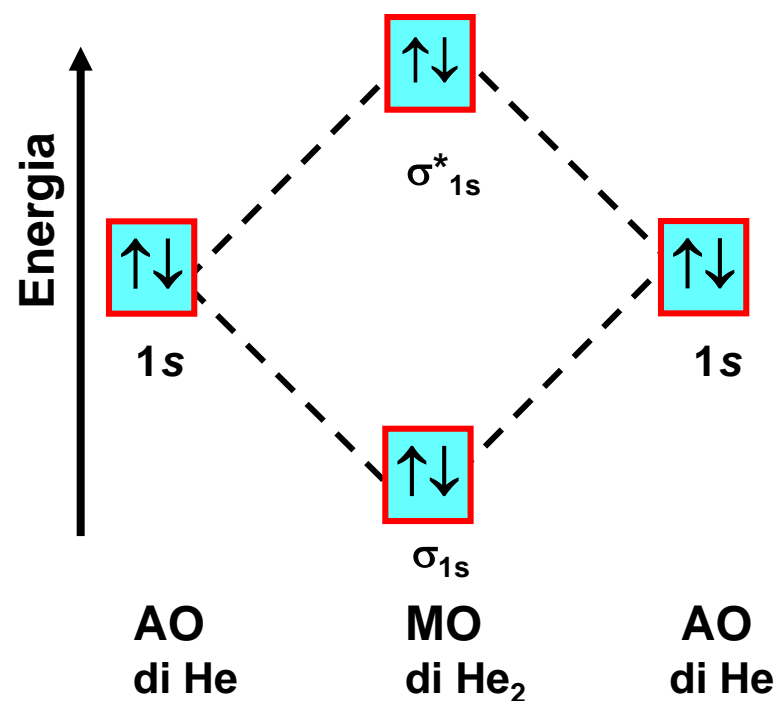 ↑↓
σ*1s
Energia
↑↓
↑↓
1s
1s
↑↓
σ1s
AO
MO
AO
di He
di He2
di He